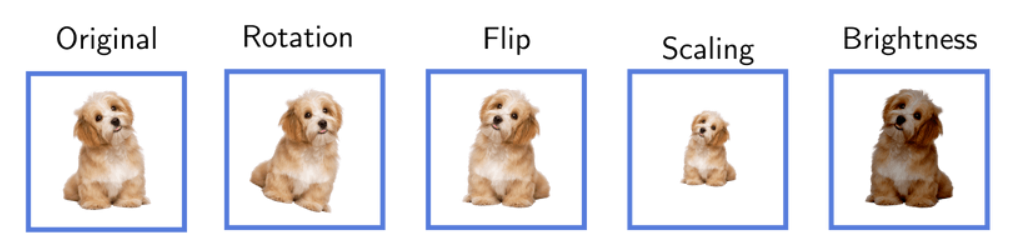 Original
Rotation
Flip
Scaling
Brightness